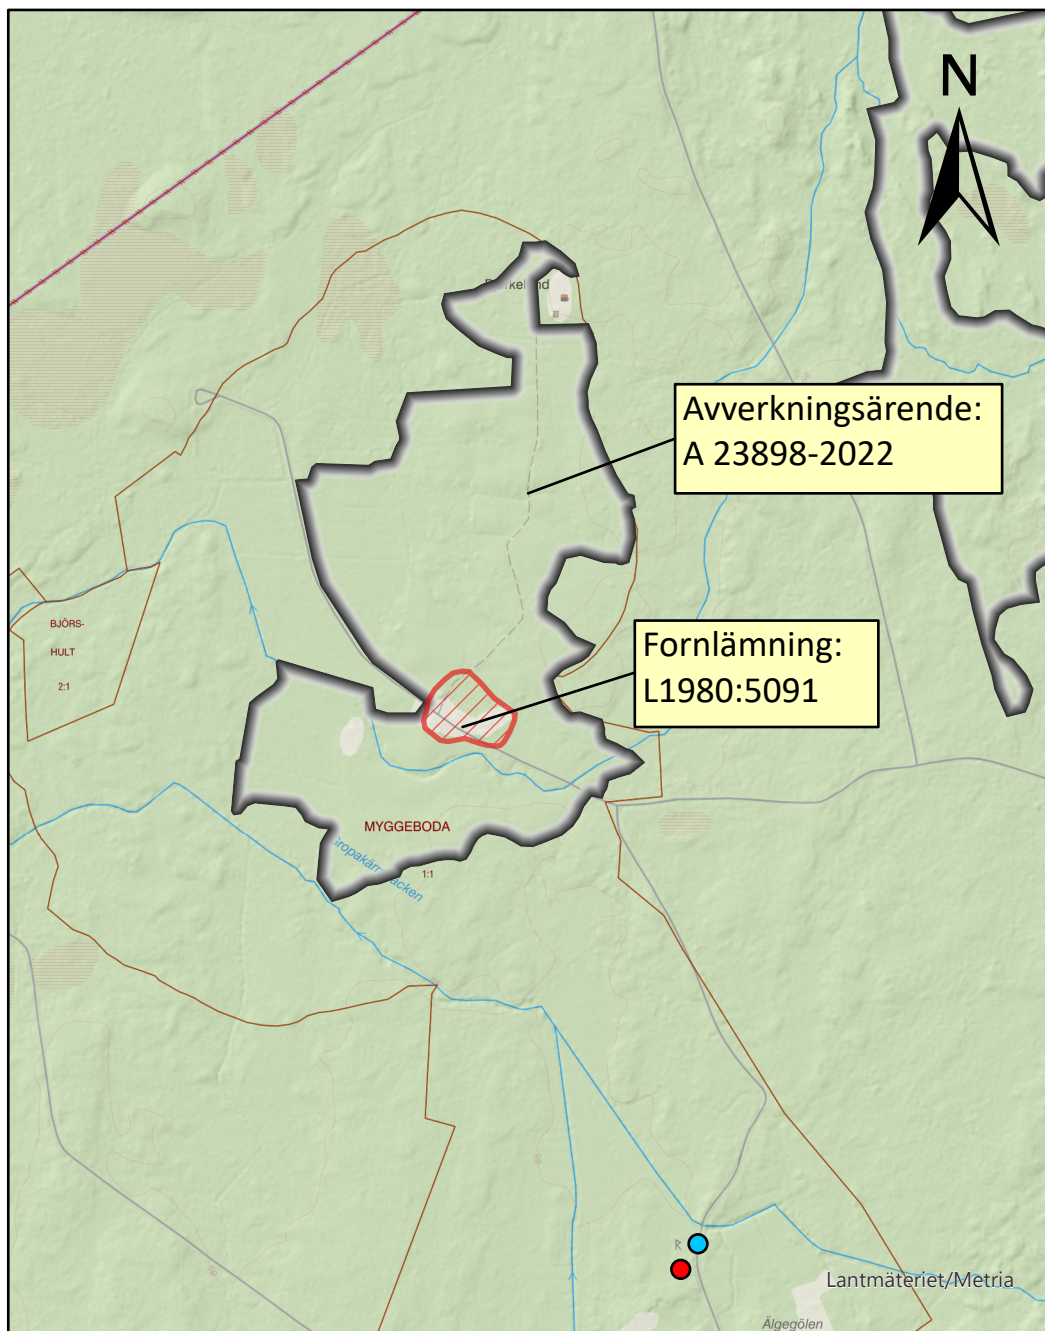 N
Avverkningsärende:
A 23898-2022
BJÖRS-
HULT
2:1
Fornlämning:
L1980:5091
MYGGEBODA
1:1
R
Lantmäteriet/Metria
Älgegölen